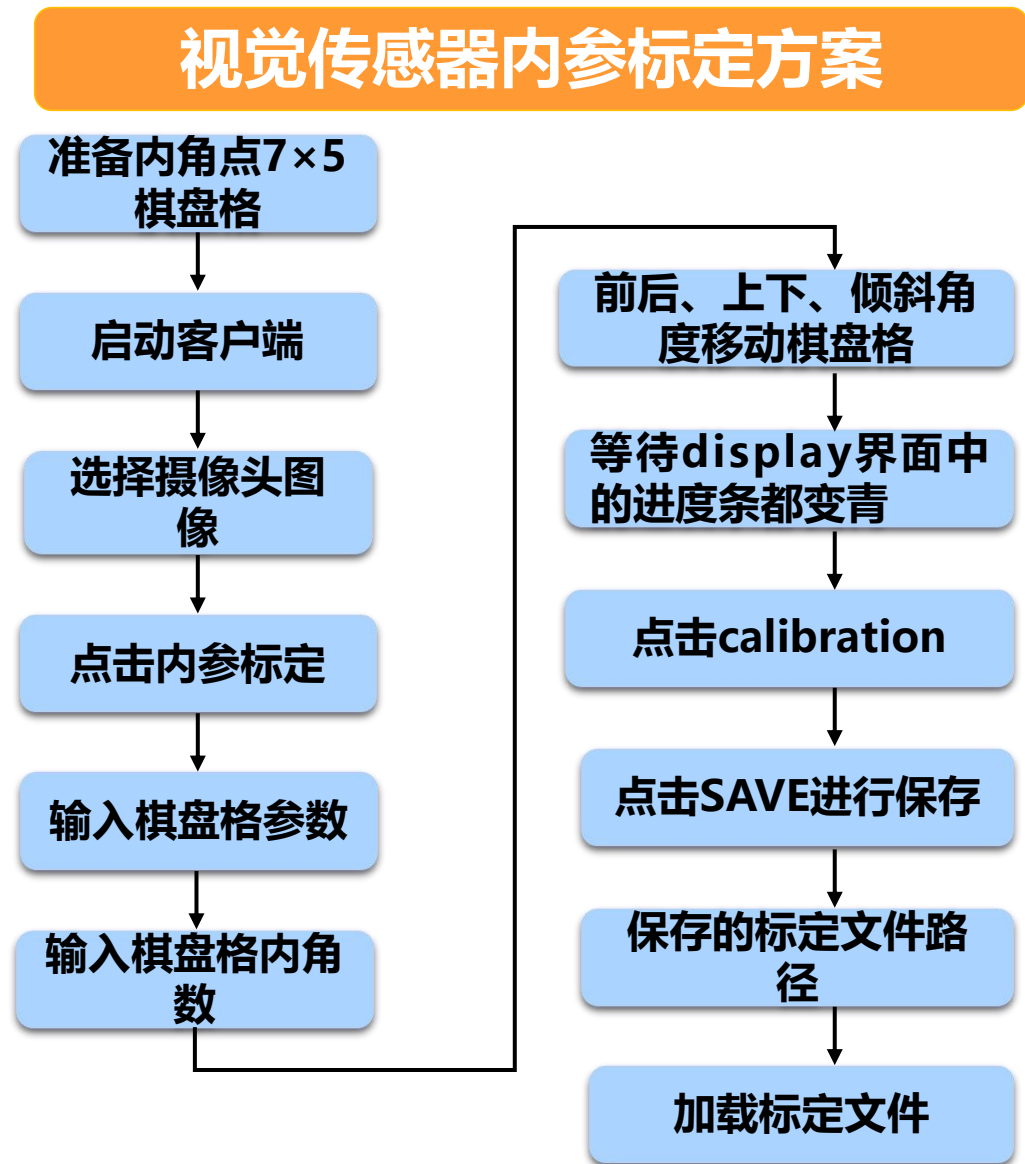 视觉传感器内参标定方案
准备内角点7×5
棋盘格
启动客户端
选择摄像头图
像
点击内参标定
输入棋盘格参数
输入棋盘格内角
数
前后、上下、倾斜角
度移动棋盘格
等待display界面中
的进度条都变青
点击calibration
点击SAVE进行保存
保存的标定文件路
径
加载标定文件